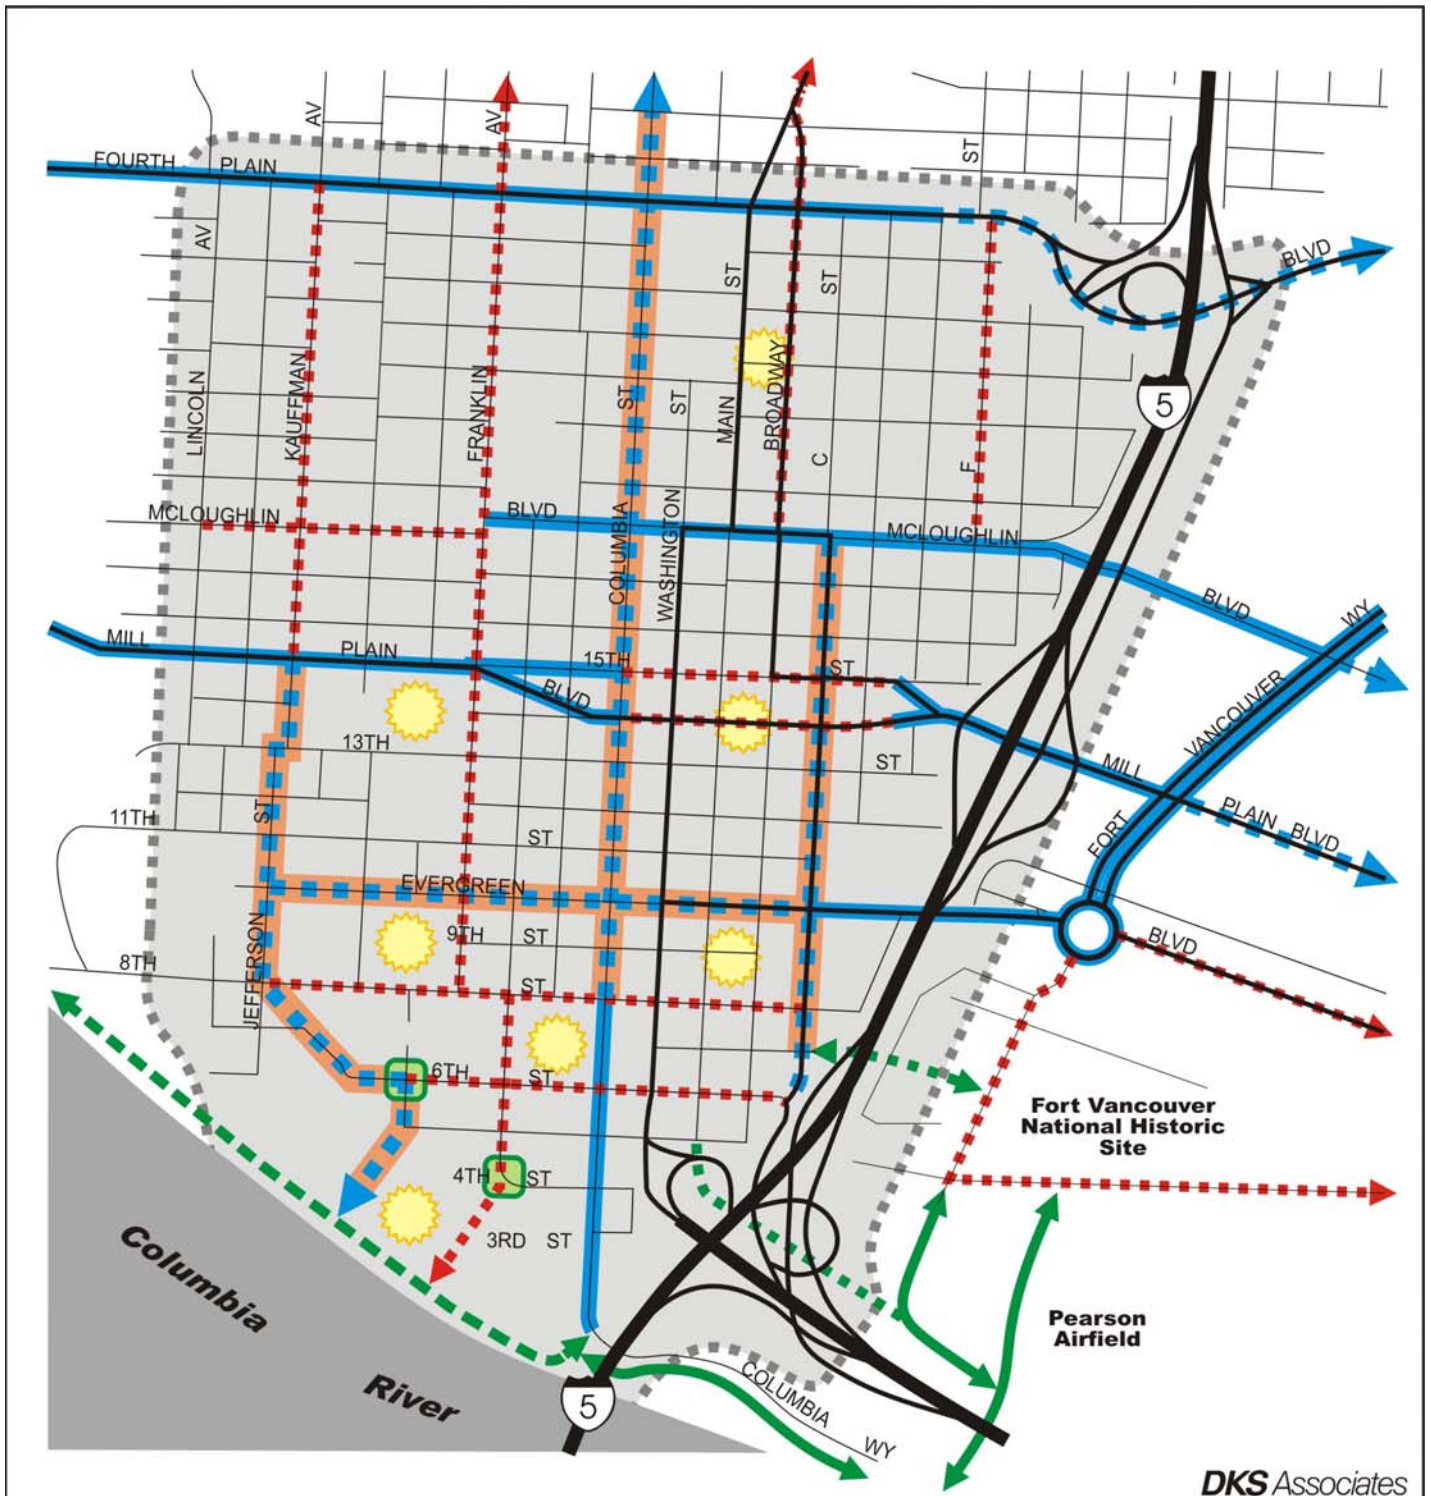 AV
AV
ST
FOURTH PLAIN
AV
BLVD
ST
ST
LINCOLN
KAUFFMAN
FRANKLIN
ST
ST
MAIN
BROADWAY
C
F
5
MCLOUGHLIN
BLVD
COLUMBIA
WASHINGTON
MCLOUGHLIN
BLVD
WY
MILL
PLAIN
15TH
ST
BLVD
VANCOUVER
13TH
ST
MILL
ST
11TH
ST
FORT
PLAIN BLVD
EVERGREEN
JEFFERSON
9TH ST
BLVD
8TH
ST
6TH
ST
Fort Vancouver
National Historic
Site
4TH ST
3RD ST
Columbia
River
Pearson
Airfield
COLUMBIA
WY
5
DKS Associates